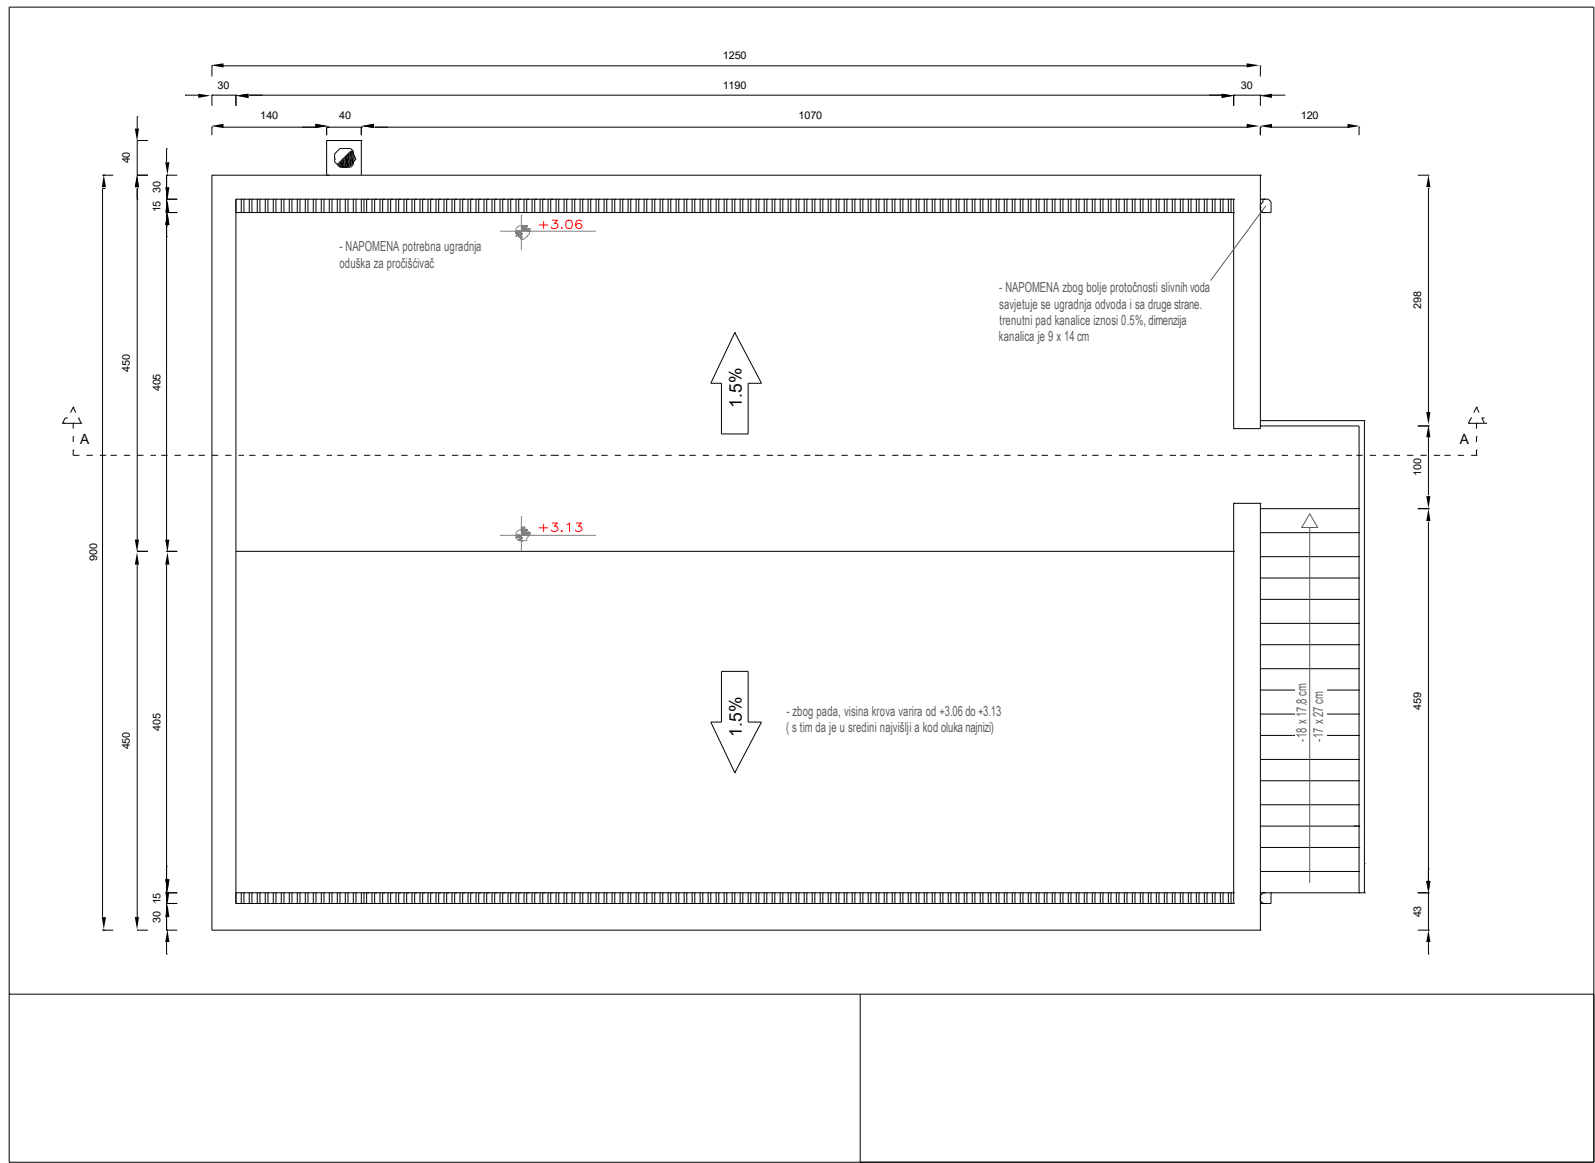 1250
30
1190
30
140
40
1070
120
40
30
15
+3.06
- NAPOMENA potrebna ugradnja
oduška za pročišćivač
- NAPOMENA zbog bolje protočnosti slivnih voda
savjetuje se ugradnja odvoda i sa druge strane.
trenutni pad kanalice iznosi 0.5%, dimenzija
kanalica je 9 x 14 cm
298
450
405
1.5%
A
A
100
+3.13
900
459
-18 x 17.8 cm
-17 x 27 cm
1.5%
- zbog pada, visina krova varira od +3.06 do +3.13
( s tim da je u sredini najvišlji a kod oluka najnizi)
450
405
15
30
43